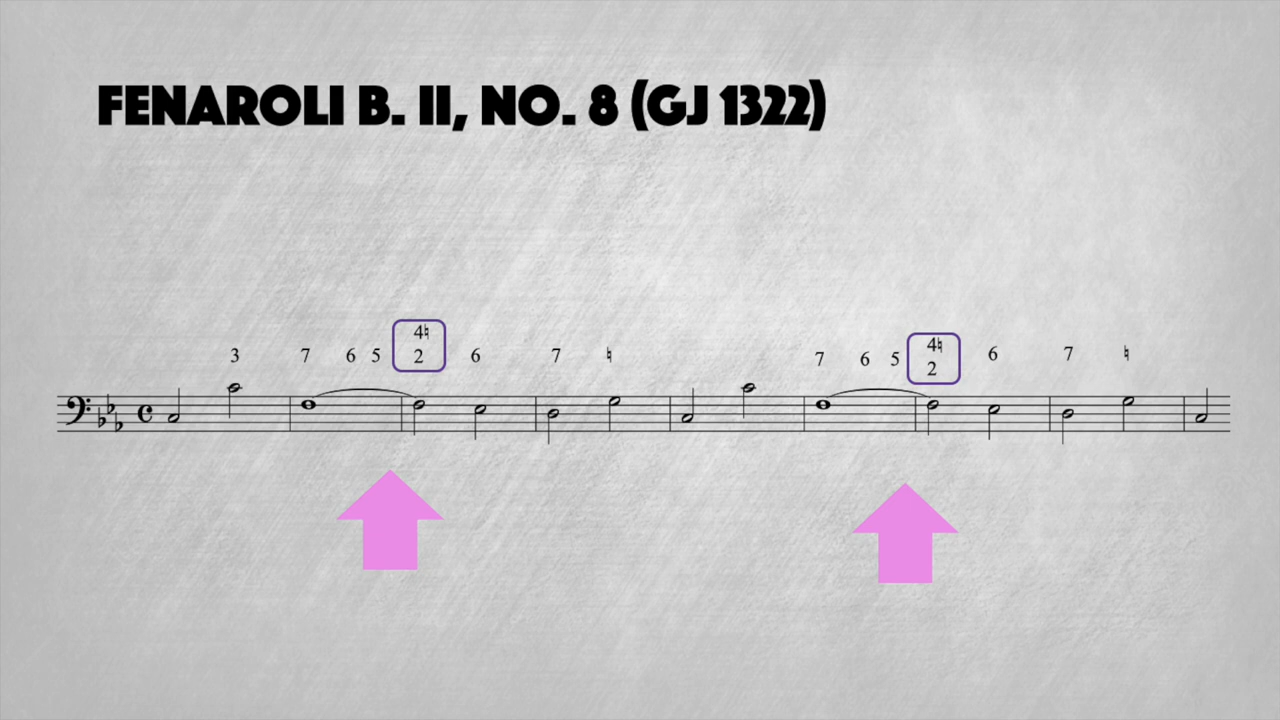 FENAROLI B. II, NO. 8 (GJ 1322)
3 7 6 5 4♮ 6 7 ♮ 7 6 5 4♮ 6 7 ♮
2 2